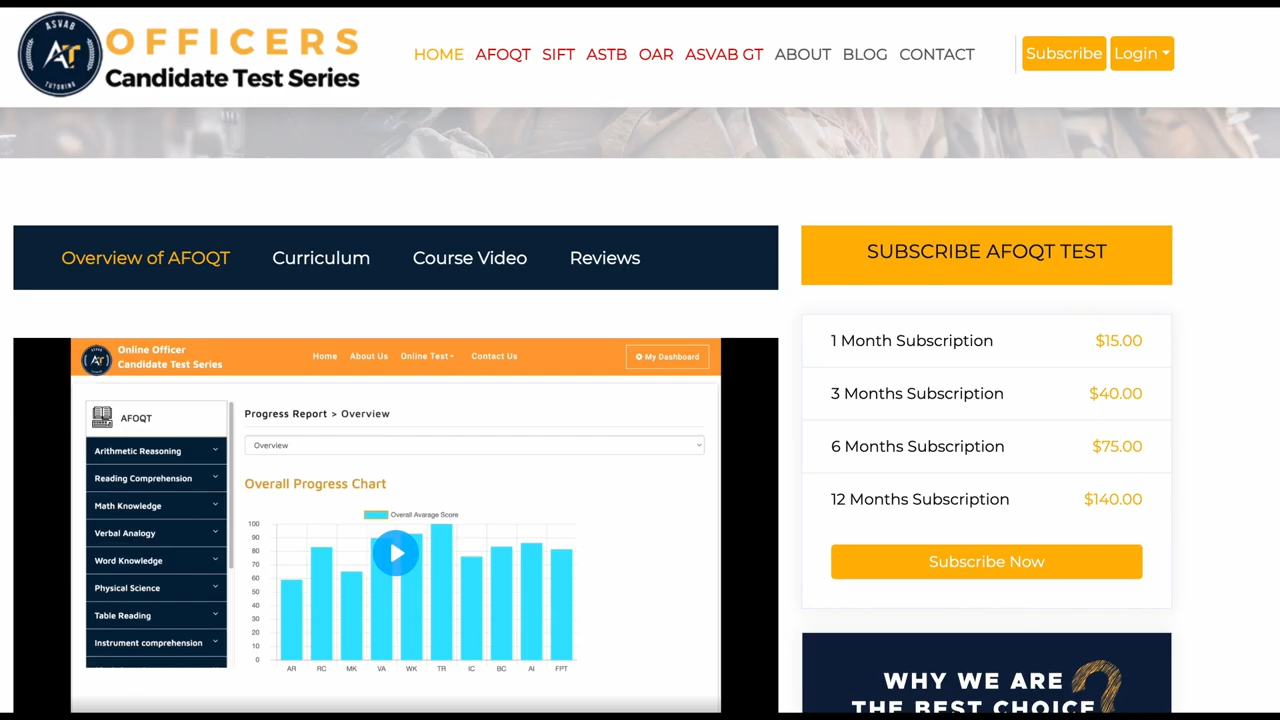 ASVAB
AT
TUTORING
OFFICERS
Candidate Test Series
HOME AFOQT SIFT ASTB OAR ASVAB GT ABOUT BLOG CONTACT
Subscribe Login
Overview of AFOQT Curriculum Course Video Reviews
SUBSCRIBE AFOQT TEST
1 Month Subscription $15.00
3 Months Subscription $40.00
6 Months Subscription $75.00
12 Months Subscription $140.00
Subscribe Now
WHY WE ARE
THE BEST CHOICE
?
ASVAB
AT
Online Officer
Candidate Test Series
Home About Us Online Test Contact Us
My Dashboard
AFOQT
Arithmetic Reasoning
Reading Comprehension
Math Knowledge
Verbal Analogy
Word Knowledge
Physical Science
Table Reading
Instrument comprehension
Progress Report > Overview
Overview
Overall Progress Chart
Overall Avarage Score
100
90
80
70
60
50
40
30
20
10
0
AR RC MK VA WK TR IC BC AI FPT